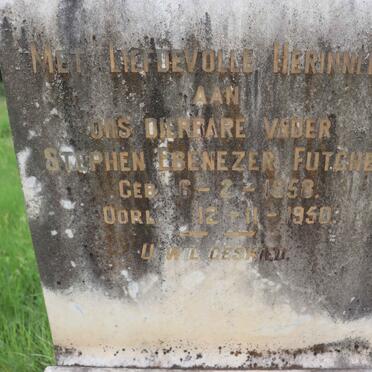 MET LIEFDEVOLLE HERINNE
AAN
ONS DIERBARE VADER
STEPHEN EBENEZER FUTCHE
GEB. 6-2-1858.
OORL. 12-11-1950.
U WIL GESKIED.